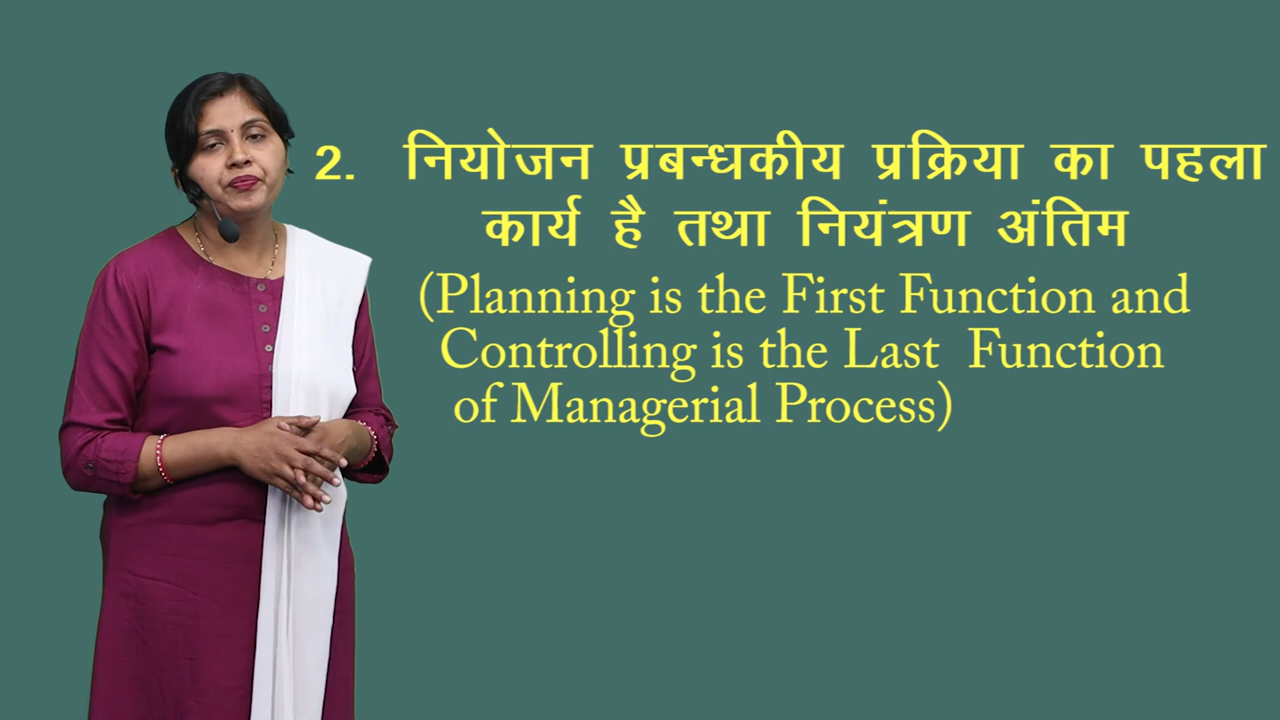 2. नियोजन प्रबन्धकीय प्रक्रिया का पहला
कार्य है तथा नियंत्रण अंतिम
(Planning is the First Function and
Controlling is the Last Function
of Managerial Process)